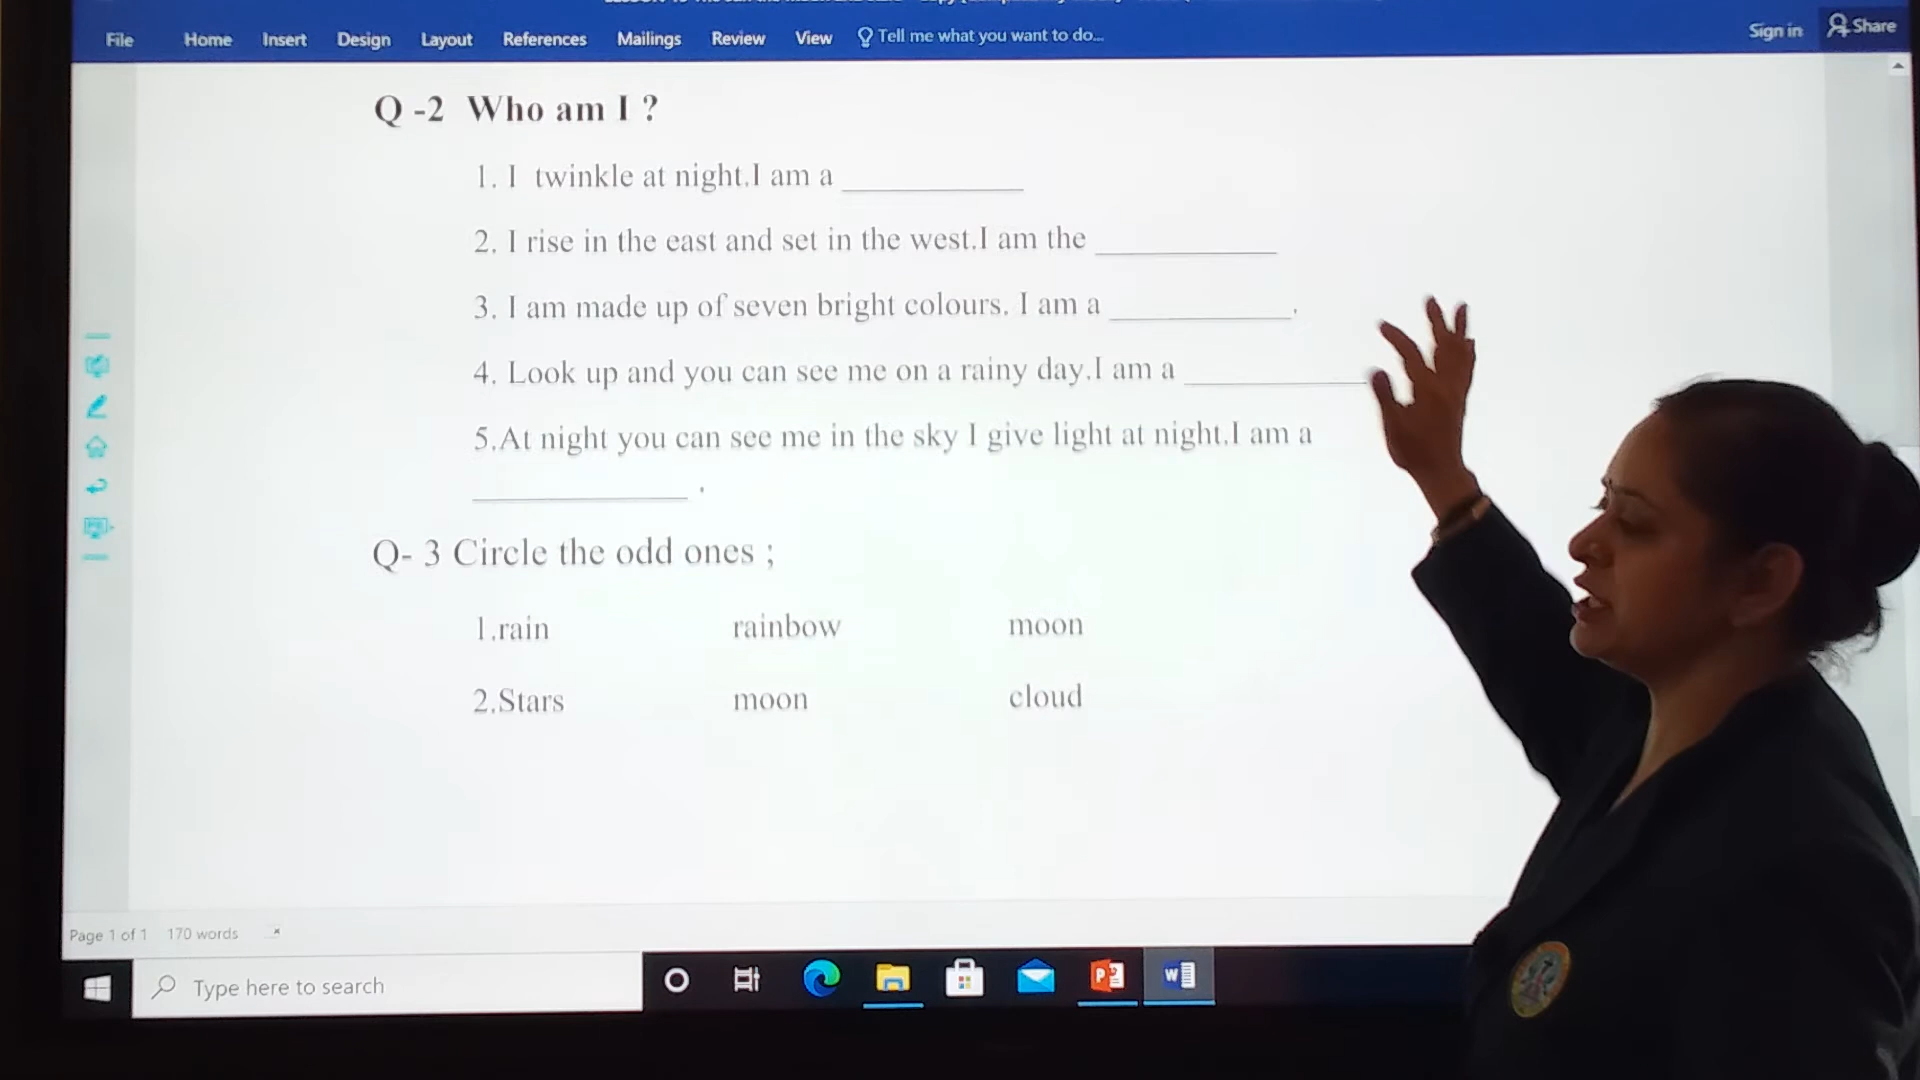 File Home Insert Design Layout References Mailings Review View Tell me what you want to do... Sign in Share
Q -2 Who am I ?
1. I twinkle at night.I am a ____________
2. I rise in the east and set in the west.I am the ____________
3. I am made up of seven bright colours. I am a ____________.
4. Look up and you can see me on a rainy day.I am a ____________
5.At night you can see me in the sky I give light at night.I am a
______________ .
Q- 3 Circle the odd ones ;
1.rain rainbow moon
2.Stars moon cloud
Page 1 of 1 170 words
Type here to search